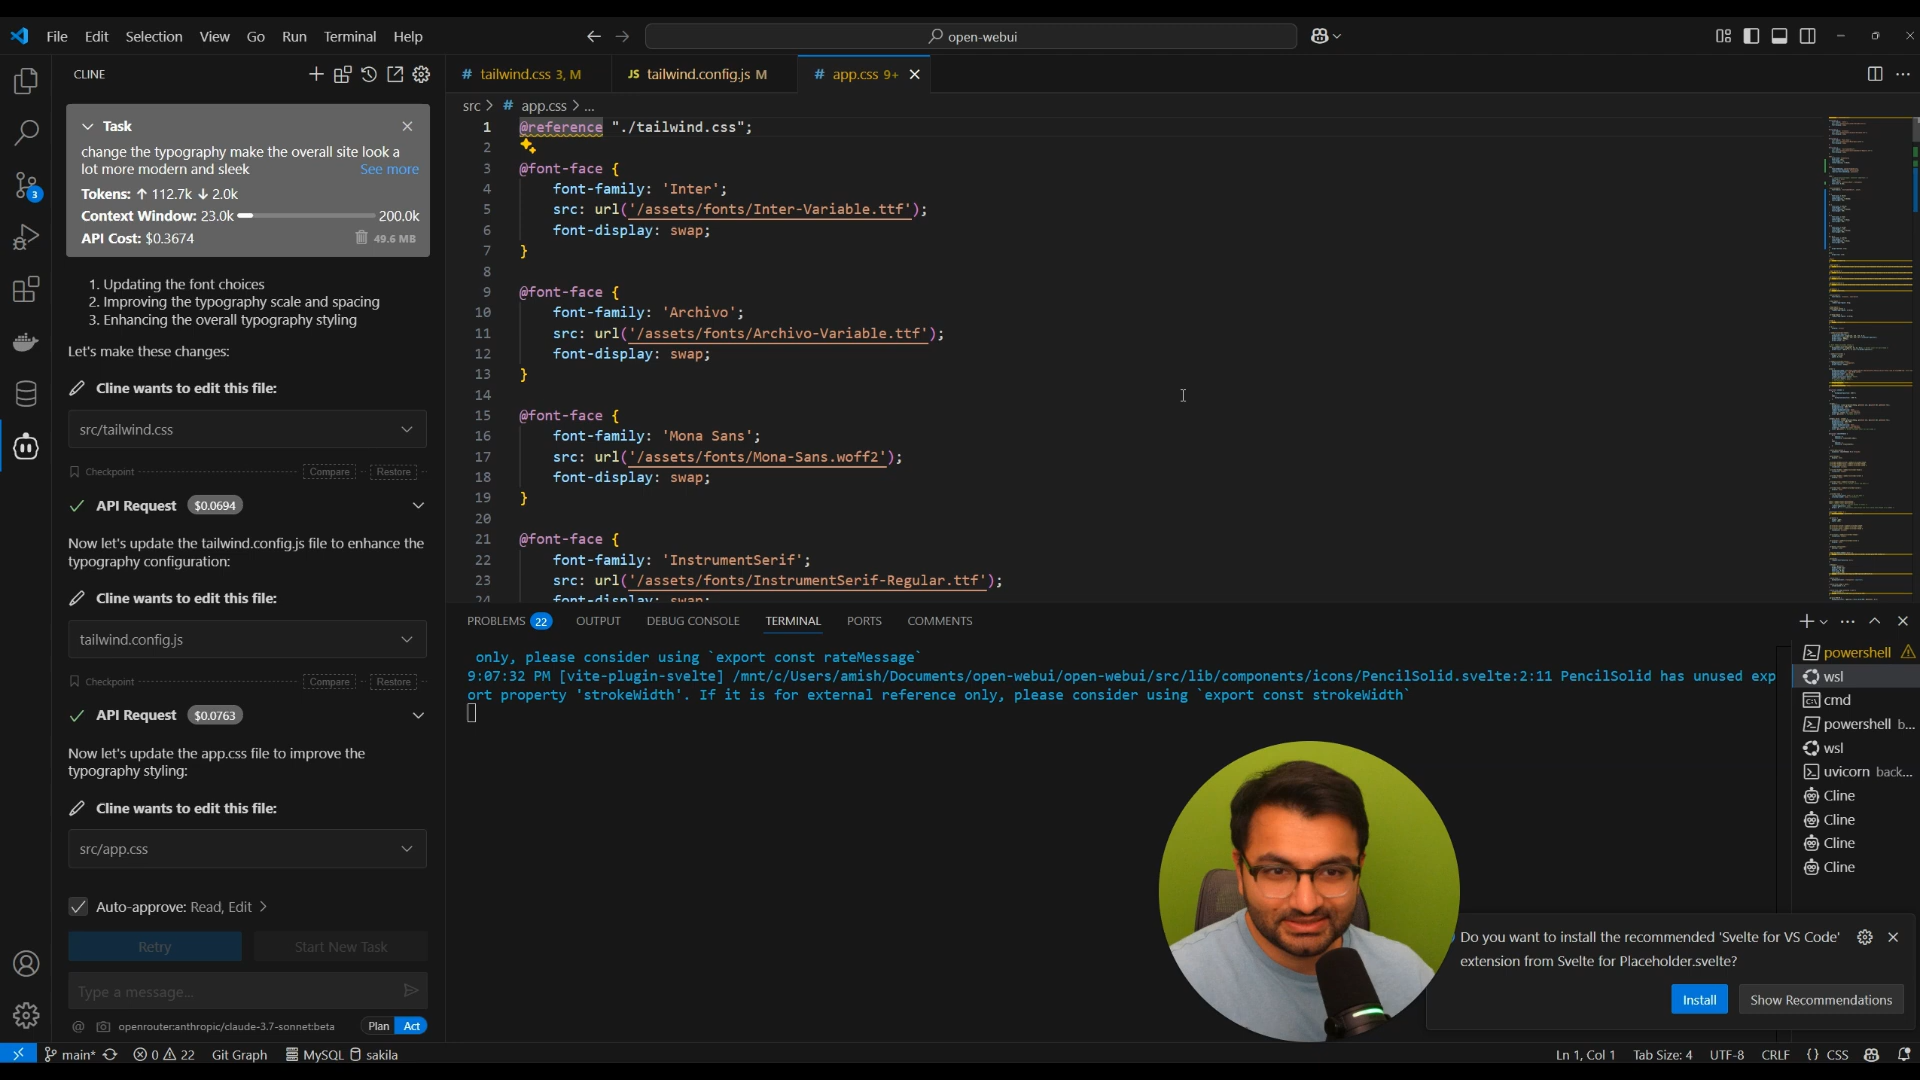 File Edit Selection View Go Run Terminal Help
open-webui
CLINE
Task
change the typography make the overall site look a
lot more modern and sleek See more
Tokens: ↑ 112.7k ↓ 2.0k
Context Window: 23.0k 200.0k
API Cost: $0.3674 49.6 MB
1. Updating the font choices
2. Improving the typography scale and spacing
3. Enhancing the overall typography styling
Let's make these changes:
Cline wants to edit this file:
src/tailwind.css
Checkpoint Compare Restore
API Request $0.0694
Now let's update the tailwind.config.js file to enhance the
typography configuration:
Cline wants to edit this file:
tailwind.config.js
Checkpoint Compare Restore
API Request $0.0763
Now let's update the app.css file to improve the
typography styling:
Cline wants to edit this file:
src/app.css
Auto-approve: Read, Edit >
Retry Start New Task
Type a message...
@ openrouter:anthropic/claude-3.7-sonnet:beta Plan Act
# tailwind.css 3, M JS tailwind.config.js M # app.css 9+
src > # app.css > ...
1 @reference "./tailwind.css";
2
3 @font-face {
4 font-family: 'Inter';
5 src: url('/assets/fonts/Inter-Variable.ttf');
6 font-display: swap;
7 }
8
9 @font-face {
10 font-family: 'Archivo';
11 src: url('/assets/fonts/Archivo-Variable.ttf');
12 font-display: swap;
13 }
14
15 @font-face {
16 font-family: 'Mona Sans';
17 src: url('/assets/fonts/Mona-Sans.woff2');
18 font-display: swap;
19 }
20
21 @font-face {
22 font-family: 'InstrumentSerif';
23 src: url('/assets/fonts/InstrumentSerif-Regular.ttf');
24 font-display: swap;
PROBLEMS 22 OUTPUT DEBUG CONSOLE TERMINAL PORTS COMMENTS
only, please consider using `export const rateMessage`
9:07:32 PM [vite-plugin-svelte] /mnt/c/Users/amish/Documents/open-webui/open-webui/src/lib/components/icons/PencilSolid.svelte:2:11 PencilSolid has unused exp
ort property 'strokeWidth'. If it is for external reference only, please consider using `export const strokeWidth`
powershell
wsl
cmd
powershell b...
wsl
uvicorn back...
Cline
Cline
Cline
Cline
Do you want to install the recommended 'Svelte for VS Code'
extension from Svelte for Placeholder.svelte?
Install Show Recommendations
3
main* 0 22 Git Graph MySQL sakila
Ln 1, Col 1 Tab Size: 4 UTF-8 CRLF {} CSS